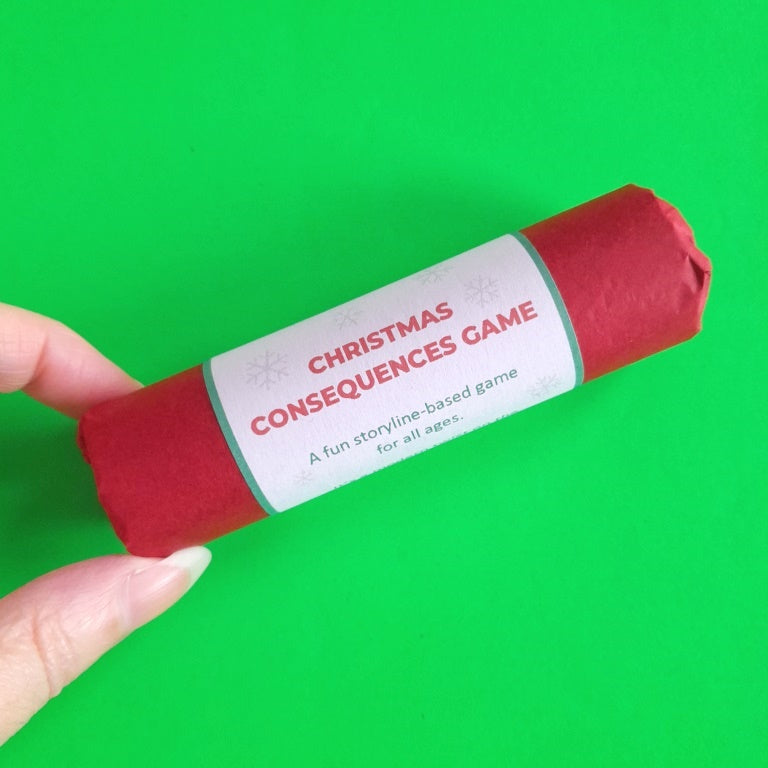 CHRISTMAS
CONSEQUENCES GAME
A fun storyline-based game
for all ages.